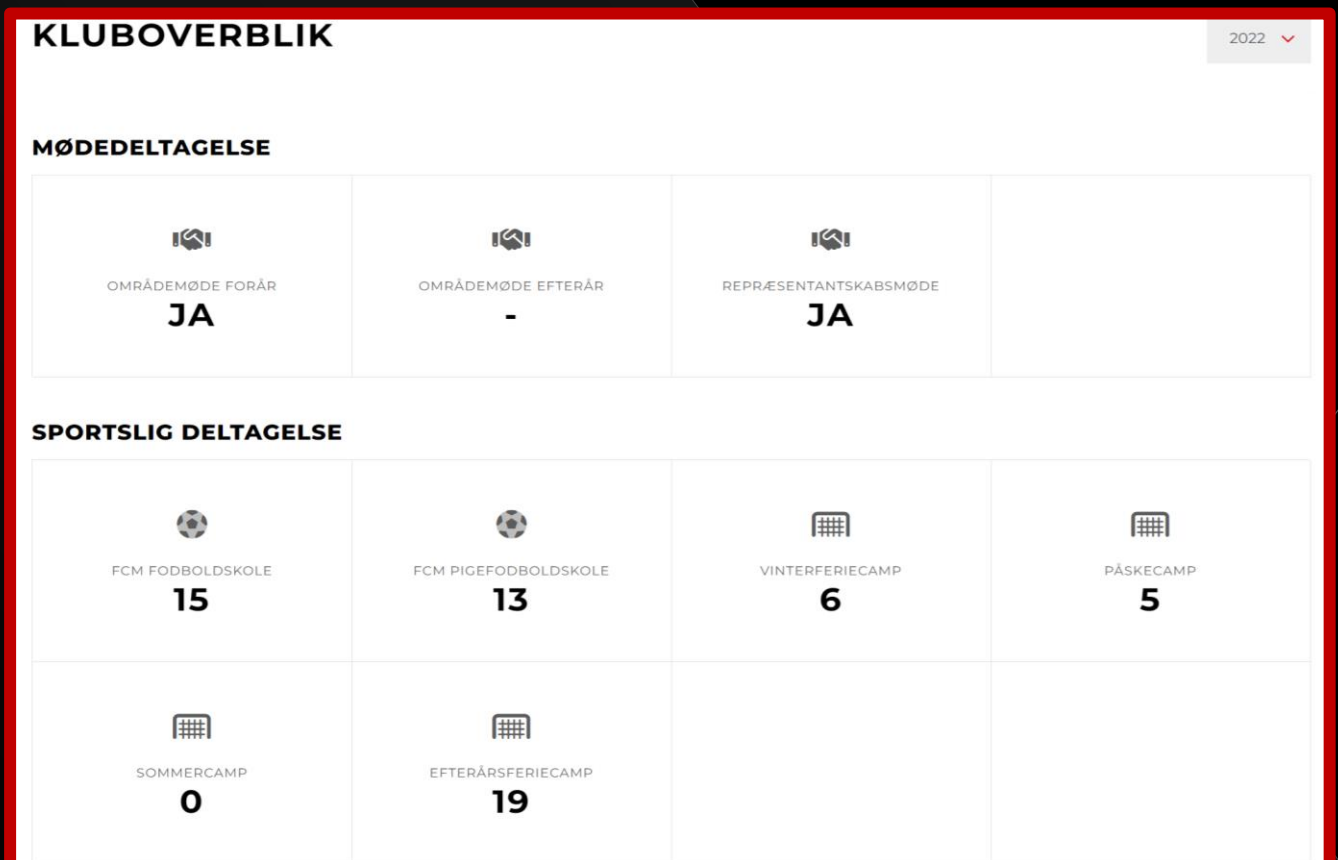 KLUBOVERBLIK
2022
MØDEDELTAGELSE
OMRÅDEMØDE FORÅR
JA
OMRÅDEMØDE EFTERÅR
-
REPRÆSENTANTSKABSMØDE
JA
SPORTSLIG DELTAGELSE
FCM FODBOLDSKOLE
15
FCM PIGEFODBOLDSKOLE
13
VINTERFERIECAMP
6
PÅSKECAMP
5
SOMMERCAMP
0
EFTERÅRSFERIECAMP
19